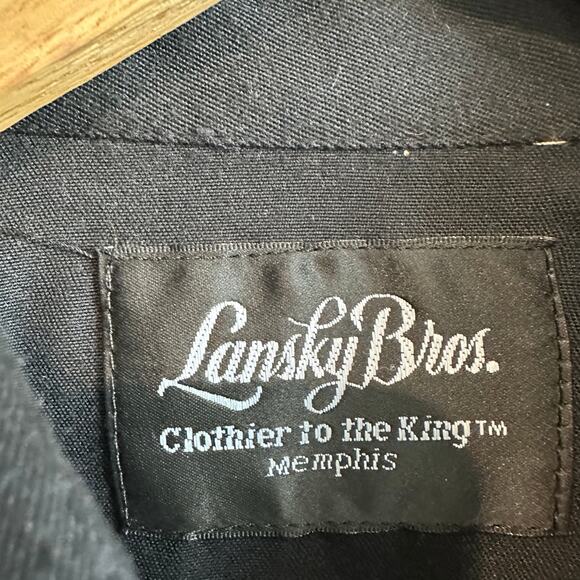 Lansky Bros.
Clothier to the King™
Memphis